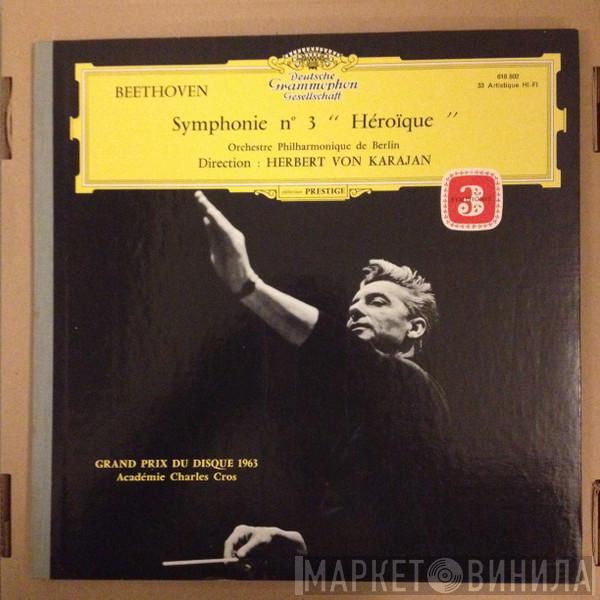 Deutsche
Grammophon
Gesellschaft
BEETHOVEN
618.802
33 Artistique HI-FI
Symphonie n° 3 “ Héroïque ”
Orchestre Philharmonique de Berlin
Direction : HERBERT VON KARAJAN
collection PRESTIGE
3
GRAND PRIX DU DISQUE 1963
Académie Charles Cros
МАРКЕТ ВИНИЛА